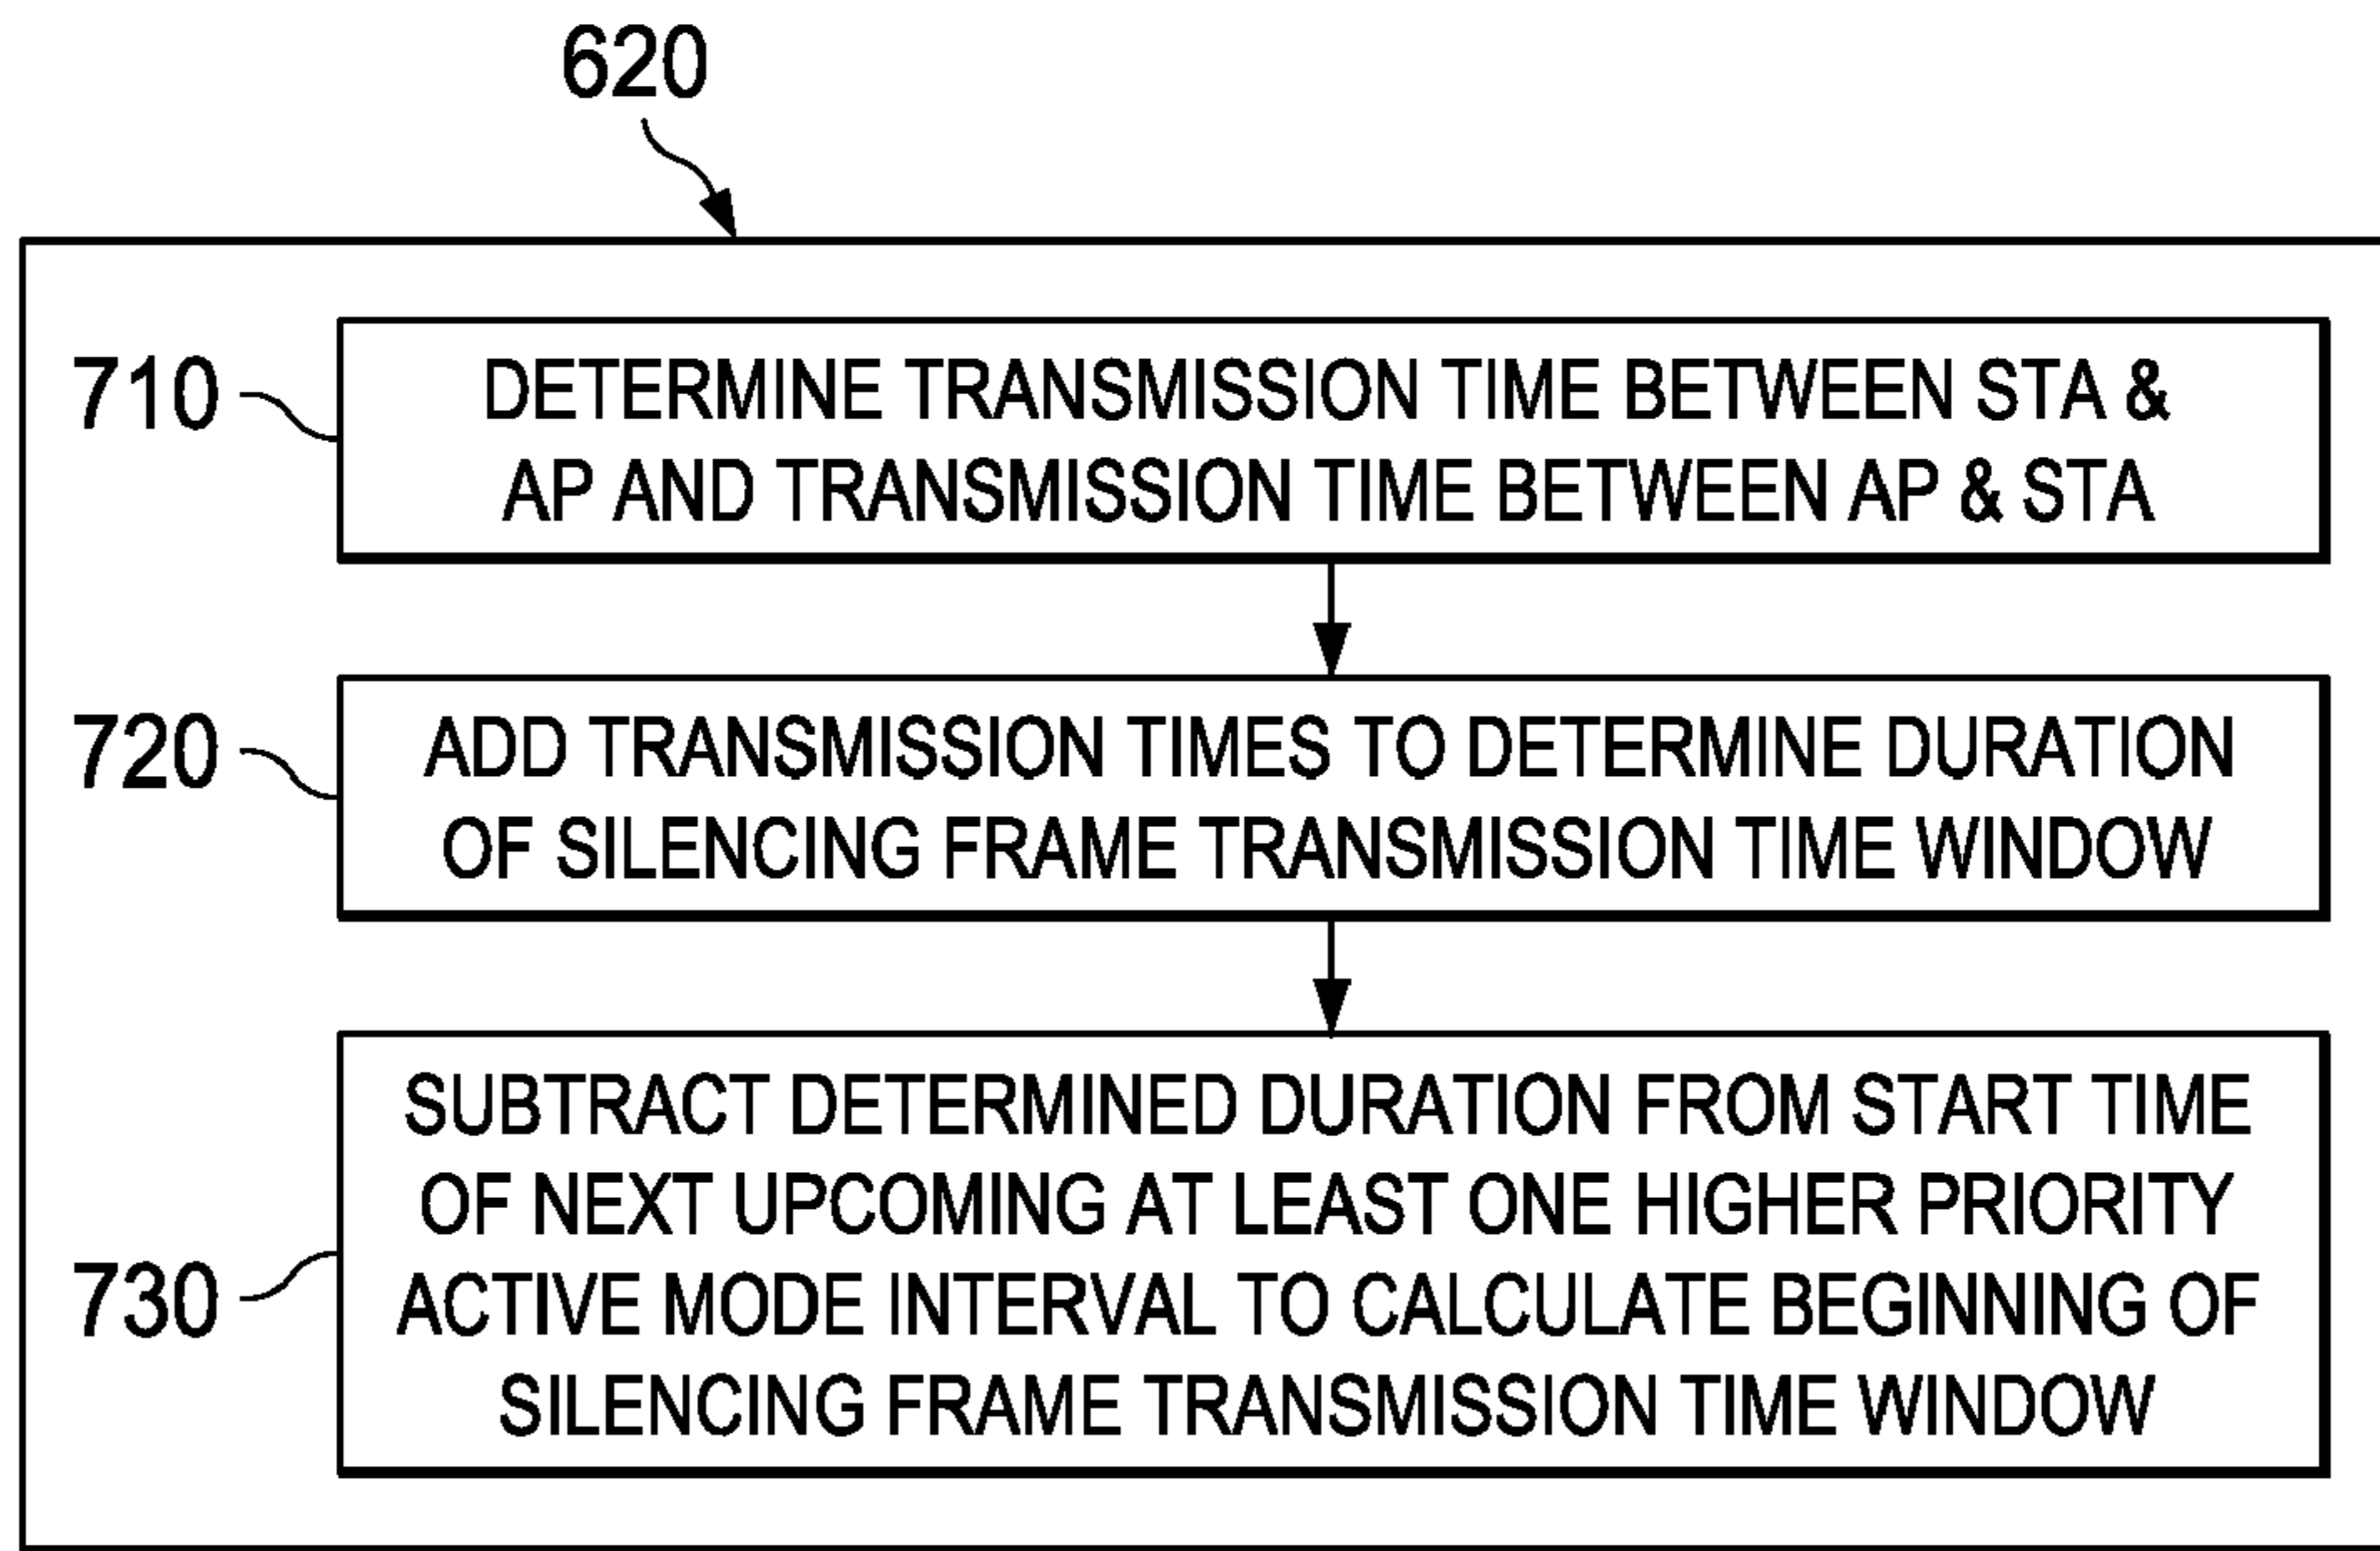 620
710
DETERMINE TRANSMISSION TIME BETWEEN STA &
AP AND TRANSMISSION TIME BETWEEN AP & STA
720
ADD TRANSMISSION TIMES TO DETERMINE DURATION
OF SILENCING FRAME TRANSMISSION TIME WINDOW
730
SUBTRACT DETERMINED DURATION FROM START TIME
OF NEXT UPCOMING AT LEAST ONE HIGHER PRIORITY
ACTIVE MODE INTERVAL TO CALCULATE BEGINNING OF
SILENCING FRAME TRANSMISSION TIME WINDOW